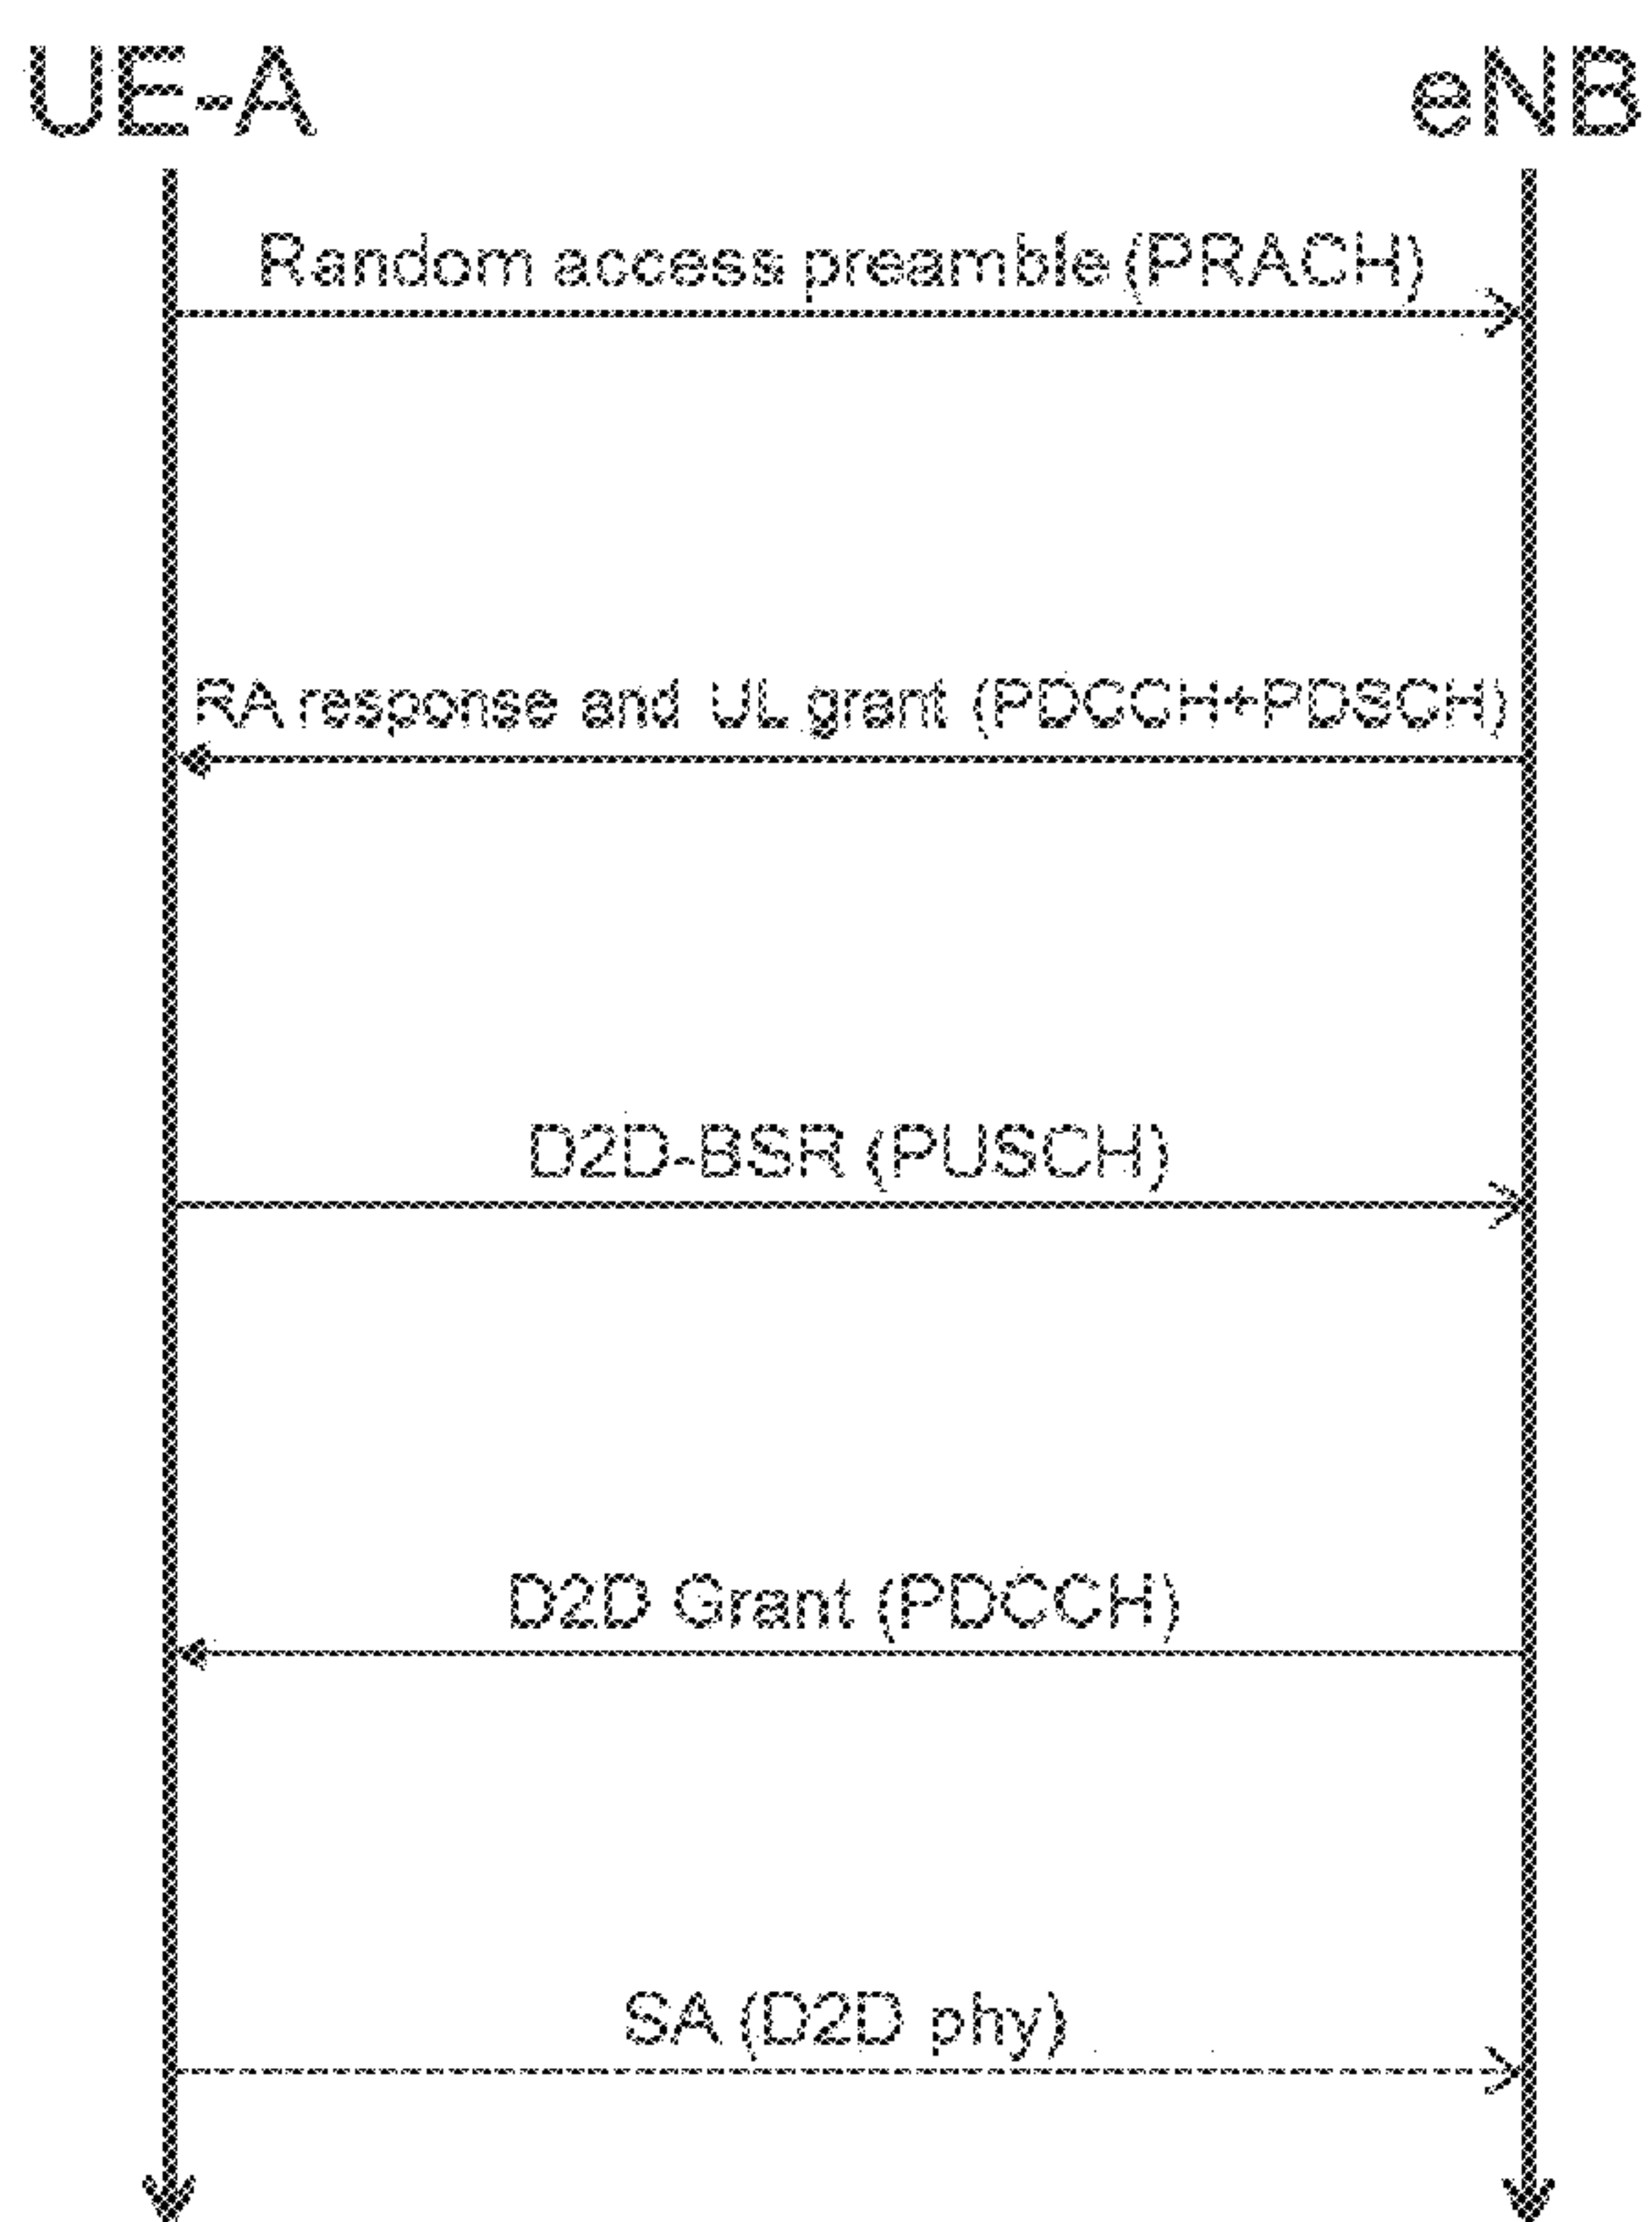 UE-A eNB
Random access preamble (PRACH)
RA response and UL grant (PDCCH+PDSCH)
D2D-BSR (PUSCH)
D2D Grant (PDCCH)
SA (D2D phy)